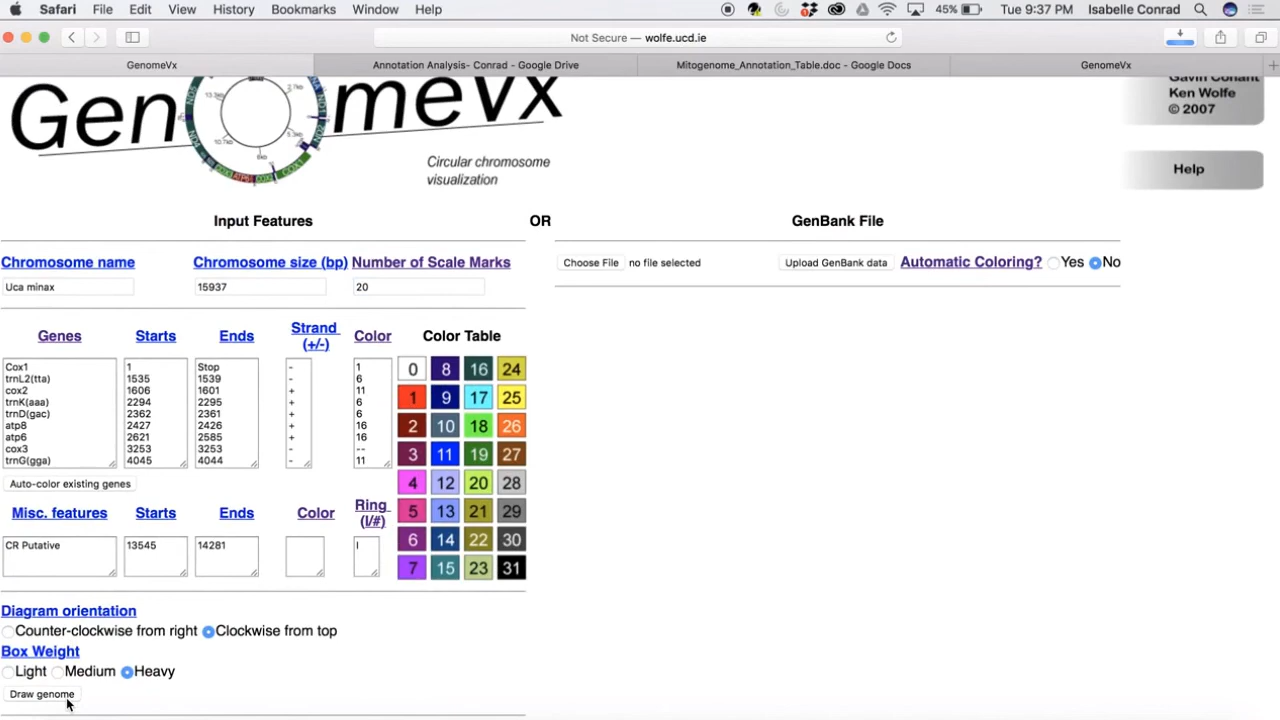 Safari File Edit View History Bookmarks Window Help 45% Tue 9:37 PM Isabelle Conrad
Not Secure — wolfe.ucd.ie
GenomeVx Annotation Analysis- Conrad - Google Drive Mitogenome_Annotation_Table.doc - Google Docs GenomeVx
GenomeVx
Gavin Conant
Ken Wolfe
© 2007
Circular chromosome
visualization
Help
Input Features OR GenBank File
Chromosome name Chromosome size (bp) Number of Scale Marks
Choose File no file selected Upload GenBank data Automatic Coloring? Yes No
Uca minax 15937 20
Genes Starts Ends Strand (+/-) Color Color Table
Cox1 1 Stop - 1
trnL2(tta) 1535 1539 - 6
cox2 1606 1601 + 11
trnK(aaa) 2294 2295 + 6
trnD(gac) 2362 2361 + 6
atp8 2427 2426 + 16
atp6 2621 2585 + 16
cox3 3253 3253 - --
trnG(gga) 4045 4044 - 11
0 8 16 24
1 9 17 25
2 10 18 26
3 11 19 27
4 12 20 28
5 13 21 29
6 14 22 30
7 15 23 31
Auto-color existing genes
Misc. features Starts Ends Color Ring (I/#)
CR Putative 13545 14281 I
Diagram orientation
Counter-clockwise from right Clockwise from top
Box Weight
Light Medium Heavy
Draw genome